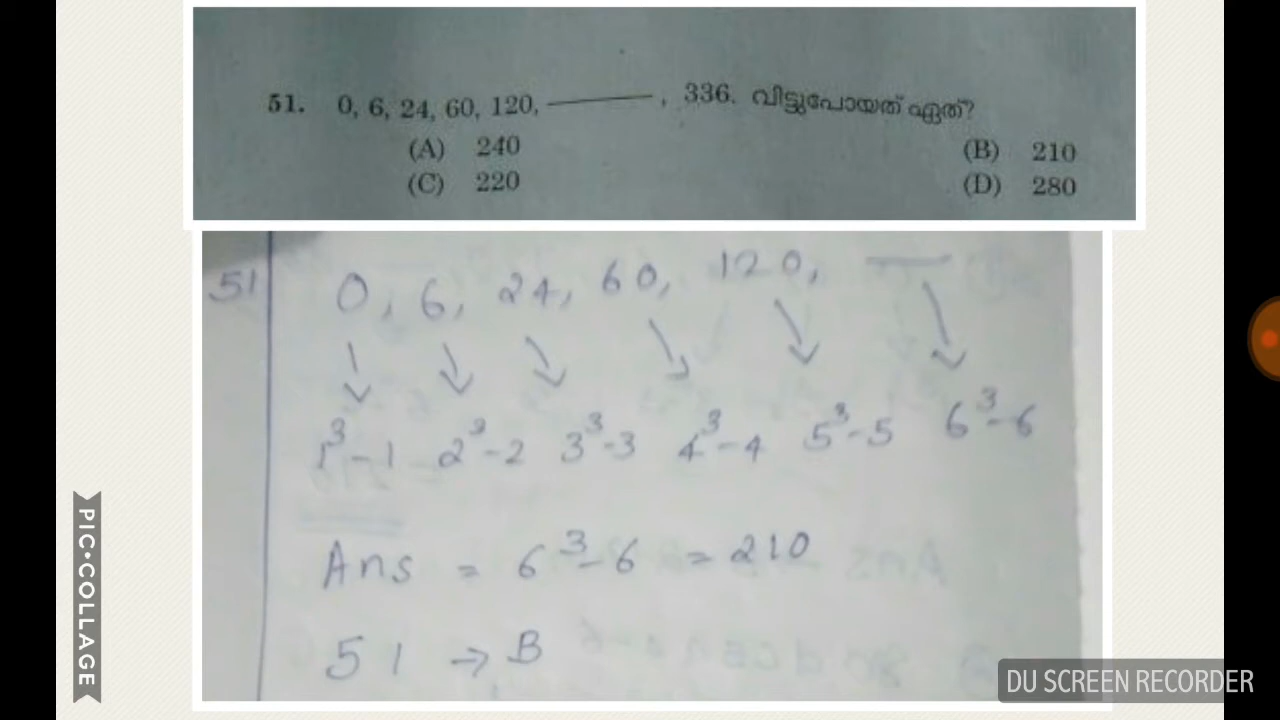 51. 0, 6, 24, 60, 120, ———, 336. വിട്ടുപോയത് ഏത്?
(A) 240 (B) 210
(C) 220 (D) 280
51 0, 6, 24, 60, 120, —
1³-1 2³-2 3³-3 4³-4 5³-5 6³-6
Ans = 6³-6 = 210
51 → B
PIC•COLLAGE
DU SCREEN RECORDER